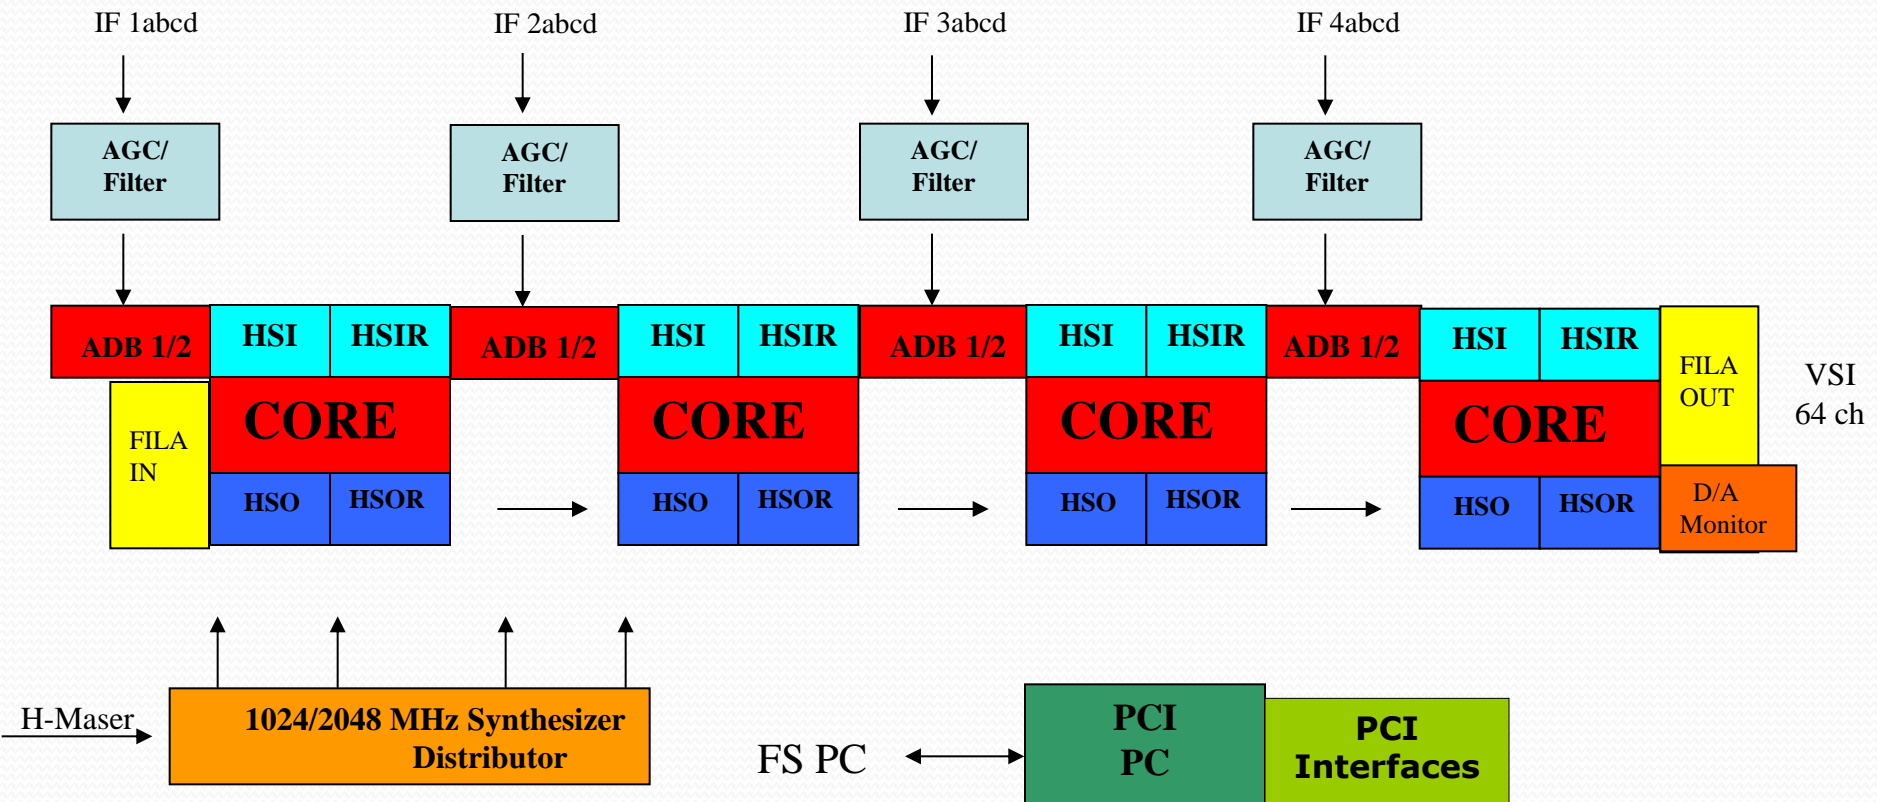 IF 1abcd
IF 2abcd
IF 3abcd
IF 4abcd
AGC/
Filter
AGC/
Filter
AGC/
Filter
AGC/
Filter
ADB 1/2
HSI
HSIR
ADB 1/2
HSI
HSIR
ADB 1/2
HSI
HSIR
ADB 1/2
HSI
HSIR
FILA
OUT
VSI
64 ch
FILA
IN
CORE
CORE
CORE
CORE
HSO
HSOR
HSO
HSOR
HSO
HSOR
HSO
HSOR
D/A
Monitor
H-Maser
1024/2048 MHz Synthesizer
Distributor
FS PC
PCI
PC
PCI
Interfaces